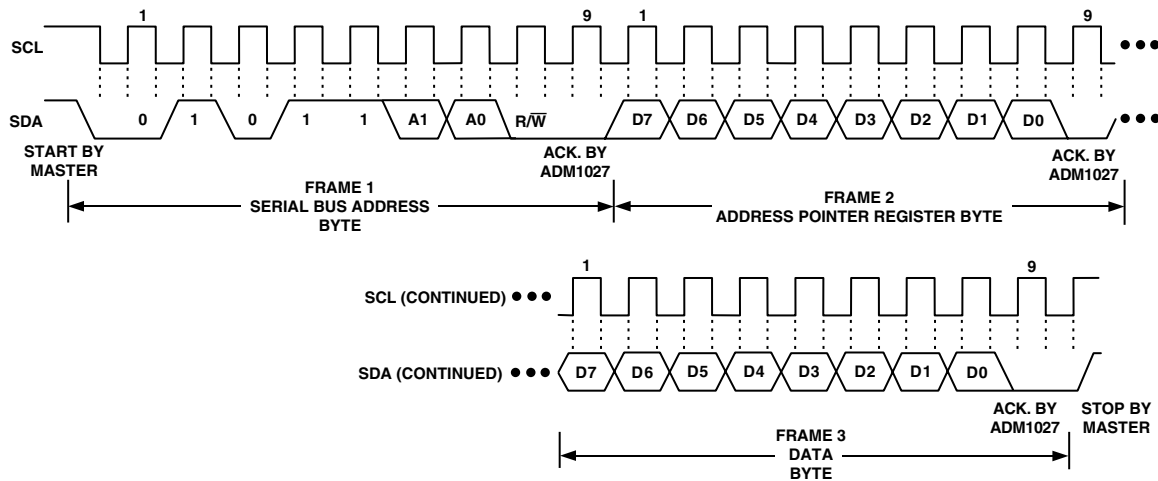 1 9 1 9
SCL
SDA 0 1 0 1 1 A1 A0 R/W̅ D7 D6 D5 D4 D3 D2 D1 D0
START BY
MASTER
ACK. BY
ADM1027
ACK. BY
ADM1027
FRAME 1
SERIAL BUS ADDRESS
BYTE
FRAME 2
ADDRESS POINTER REGISTER BYTE
1 9
SCL (CONTINUED)
SDA (CONTINUED) D7 D6 D5 D4 D3 D2 D1 D0
ACK. BY
ADM1027
STOP BY
MASTER
FRAME 3
DATA
BYTE